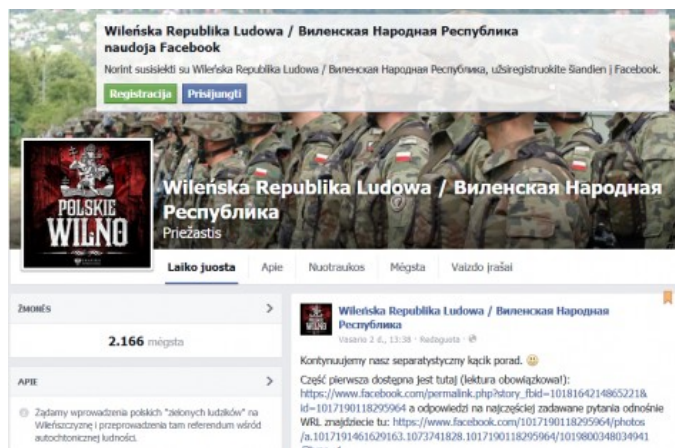 Wileńska Republika Ludowa / Виленская Народная Республика
naudoja Facebook
Norint susisiekti su Wileńska Republika Ludowa / Виленская Народная Республика, užsiregistruokite šiandien į Facebook.
Registracija Prisijungti
POLSKIE
WILNO
Wileńska Republika Ludowa / Виленская Народная
Республика
Priežastis
Laiko juosta Apie Nuotraukos Mėgsta Vaizdo įrašai
ŽMONĖS
2.166 mėgsta
APIE
Żądamy wprowadzenia polskich "zielonych ludzików" na
Wileńszczyznę i przeprowadzenia tam referendum wśród
autochtonicznej ludności.
POLSKIE
WILNO
Wileńska Republika Ludowa / Виленская Народная
Республика
Vasario 2 d., 13:38 · Redaguota ·
Kontynuujemy nasz separatystyczny kącik porad.
Część pierwsza dostępna jest tutaj (lektura obowiązkowa!):
https://www.facebook.com/permalink.php?story_fbid=101816421486522​1&
id=1017190118295964 a odpowiedzi na najczęściej zadawane pytania odnośnie
WRL znajdziecie tu: https://www.facebook.com/1017190118295964/photos
/a.1017191461629163.1073741828.1017190118295964/1019800348034941